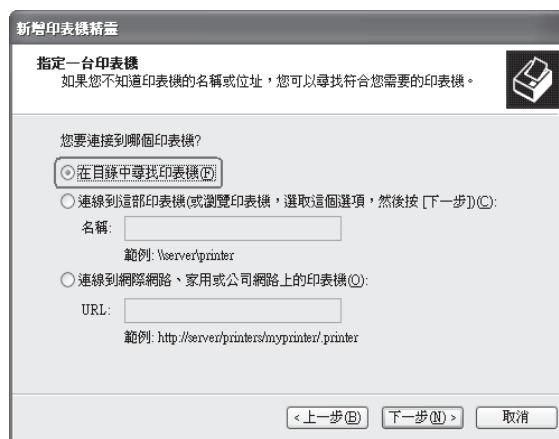 新增印表機精靈
指定一台印表機
如果您不知道印表機的名稱或位址，您可以尋找符合您需要的印表機。
您要連接到哪個印表機?
在目錄中尋找印表機(F)
連線到這部印表機(或瀏覽印表機，選取這個選項，然後按 [下一步])(C):
名稱:
範例: \\server\printer
連線到網際網路、家用或公司網路上的印表機(O):
URL:
範例: http://server/printers/myprinter/.printer
<上一步(B) 下一步(N)> 取消